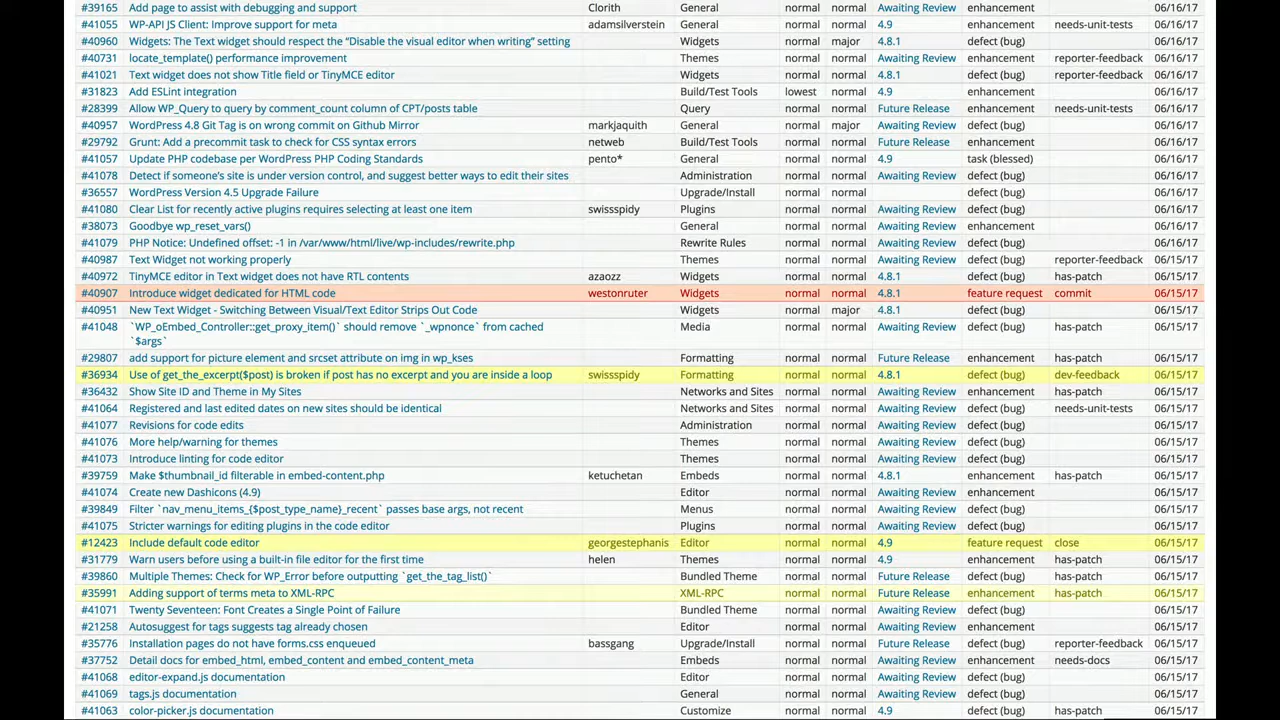 #39165 Add page to assist with debugging and support Clorith General normal normal Awaiting Review enhancement 06/16/17
#41055 WP-API JS Client: Improve support for meta adamsilverstein General normal normal 4.9 enhancement needs-unit-tests 06/16/17
#40960 Widgets: The Text widget should respect the “Disable the visual editor when writing” setting Widgets normal major 4.8.1 defect (bug) 06/16/17
#40731 locate_template() performance improvement Themes normal normal Awaiting Review enhancement reporter-feedback 06/16/17
#41021 Text widget does not show Title field or TinyMCE editor Widgets normal normal 4.8.1 defect (bug) reporter-feedback 06/16/17
#31823 Add ESLint integration Build/Test Tools lowest normal 4.9 enhancement 06/16/17
#28399 Allow WP_Query to query by comment_count column of CPT/posts table Query normal normal Future Release enhancement needs-unit-tests 06/16/17
#40957 WordPress 4.8 Git Tag is on wrong commit on Github Mirror markjaquith General normal major Awaiting Review defect (bug) 06/16/17
#29792 Grunt: Add a precommit task to check for CSS syntax errors netweb Build/Test Tools normal normal Future Release enhancement 06/16/17
#41057 Update PHP codebase per WordPress PHP Coding Standards pento* General normal normal 4.9 task (blessed) 06/16/17
#41078 Detect if someone’s site is under version control, and suggest better ways to edit their sites Administration normal normal Awaiting Review defect (bug) 06/16/17
#36557 WordPress Version 4.5 Upgrade Failure Upgrade/Install normal normal defect (bug) 06/16/17
#41080 Clear List for recently active plugins requires selecting at least one item swissspidy Plugins normal normal Awaiting Review defect (bug) 06/16/17
#38073 Goodbye wp_reset_vars() General normal normal Awaiting Review enhancement 06/16/17
#41079 PHP Notice: Undefined offset: -1 in /var/www/html/live/wp-includes/rewrite.php Rewrite Rules normal normal Awaiting Review defect (bug) 06/16/17
#40987 Text Widget not working properly Themes normal normal Awaiting Review defect (bug) reporter-feedback 06/15/17
#40972 TinyMCE editor in Text widget does not have RTL contents azaozz Widgets normal normal 4.8.1 defect (bug) has-patch 06/15/17
#40907 Introduce widget dedicated for HTML code westonruter Widgets normal normal 4.8.1 feature request commit 06/15/17
#40951 New Text Widget - Switching Between Visual/Text Editor Strips Out Code Widgets normal major 4.8.1 defect (bug) 06/15/17
#41048 `WP_oEmbed_Controller::get_proxy_item()` should remove `_wpnonce` from cached Media normal normal Awaiting Review defect (bug) has-patch 06/15/17
`$args`
#29807 add support for picture element and srcset attribute on img in wp_kses Formatting normal normal Future Release enhancement has-patch 06/15/17
#36934 Use of get_the_excerpt($post) is broken if post has no excerpt and you are inside a loop swissspidy Formatting normal normal 4.8.1 defect (bug) dev-feedback 06/15/17
#36432 Show Site ID and Theme in My Sites Networks and Sites normal normal Awaiting Review enhancement has-patch 06/15/17
#41064 Registered and last edited dates on new sites should be identical Networks and Sites normal normal Awaiting Review defect (bug) needs-unit-tests 06/15/17
#41077 Revisions for code edits Administration normal normal Awaiting Review defect (bug) 06/15/17
#41076 More help/warning for themes Themes normal normal Awaiting Review defect (bug) 06/15/17
#41073 Introduce linting for code editor Themes normal normal Awaiting Review defect (bug) 06/15/17
#39759 Make $thumbnail_id filterable in embed-content.php ketuchetan Embeds normal normal 4.8.1 enhancement has-patch 06/15/17
#41074 Create new Dashicons (4.9) Editor normal normal Awaiting Review enhancement 06/15/17
#39849 Filter `nav_menu_items_{$post_type_name}_recent` passes base args, not recent Menus normal normal Awaiting Review defect (bug) 06/15/17
#41075 Stricter warnings for editing plugins in the code editor Plugins normal normal Awaiting Review defect (bug) 06/15/17
#12423 Include default code editor georgestephanis Editor normal normal 4.9 feature request close 06/15/17
#31779 Warn users before using a built-in file editor for the first time helen Themes normal normal 4.9 enhancement has-patch 06/15/17
#39860 Multiple Themes: Check for WP_Error before outputting `get_the_tag_list()` Bundled Theme normal normal Future Release defect (bug) has-patch 06/15/17
#35991 Adding support of terms meta to XML-RPC XML-RPC normal normal Future Release enhancement has-patch 06/15/17
#41071 Twenty Seventeen: Font Creates a Single Point of Failure Bundled Theme normal normal Awaiting Review defect (bug) 06/15/17
#21258 Autosuggest for tags suggests tag already chosen Editor normal normal Awaiting Review enhancement 06/15/17
#35776 Installation pages do not have forms.css enqueued bassgang Upgrade/Install normal normal Future Release defect (bug) reporter-feedback 06/15/17
#37752 Detail docs for embed_html, embed_content and embed_content_meta Embeds normal normal Awaiting Review enhancement needs-docs 06/15/17
#41068 editor-expand.js documentation Editor normal normal Awaiting Review defect (bug) 06/15/17
#41069 tags.js documentation General normal normal Awaiting Review defect (bug) 06/15/17
#41063 color-picker.js documentation Customize normal normal 4.9 defect (bug) has-patch 06/15/17